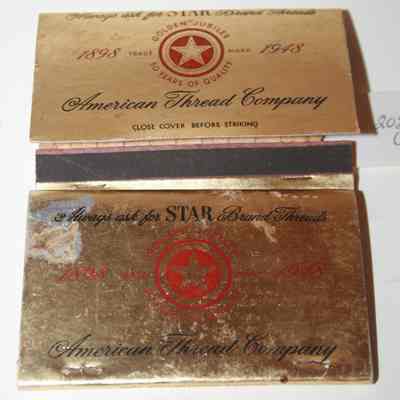 Always ask for STAR Brand Threads
GOLDEN JUBILEE
1898 TRADE MARK 1948
50 YEARS OF QUALITY
American Thread Company
CLOSE COVER BEFORE STRIKING
& Always ask for STAR Brand Threads
1898 1948
American Thread Company